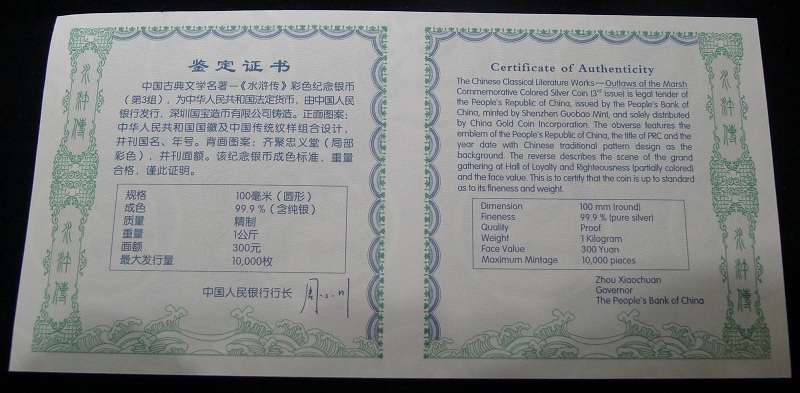 鉴定证书
中国古典文学名著—《水浒传》彩色纪念银币
(第3组)，为中华人民共和国法定货币，由中国人民
银行发行，深圳国宝造币有限公司铸造。正面图案：
中华人民共和国国徽及中国传统纹样组合设计，
并刊国名、年号。背面图案：齐聚忠义堂（局部
彩色），并刊面额。该纪念银币成色标准，重量
合格，谨此证明。
规格 100毫米（圆形）
成色 99.9％（含纯银）
质量 精制
重量 1公斤
面额 300元
最大发行量 10,000枚
中国人民银行行长
水浒傳
水浒傳
Certificate of Authenticity
The Chinese Classical Literature Works—Outlaws of the Marsh
Commemorative Colored Silver Coin (3rd issue) is legal tender of
the People's Republic of China, issued by the People's Bank of
China, minted by Shenzhen Guobao Mint, and solely distributed
by China Gold Coin Incorporation. The obverse features the
emblem of the People's Republic of China, the title of PRC and the
year date with Chinese traditional pattern design as the
background. The reverse describes the scene of the grand
gathering at Hall of Loyalty and Righteousness (partially colored)
and the face value. This is to certify that the coin is up to standard
as to its fineness and weight.
Dimension 100 mm (round)
Fineness 99.9 % (pure silver)
Quality Proof
Weight 1 Kilogram
Face Value 300 Yuan
Maximum Mintage 10,000 pieces
Zhou Xiaochuan
Governor
The People's Bank of China
水浒傳
水浒傳